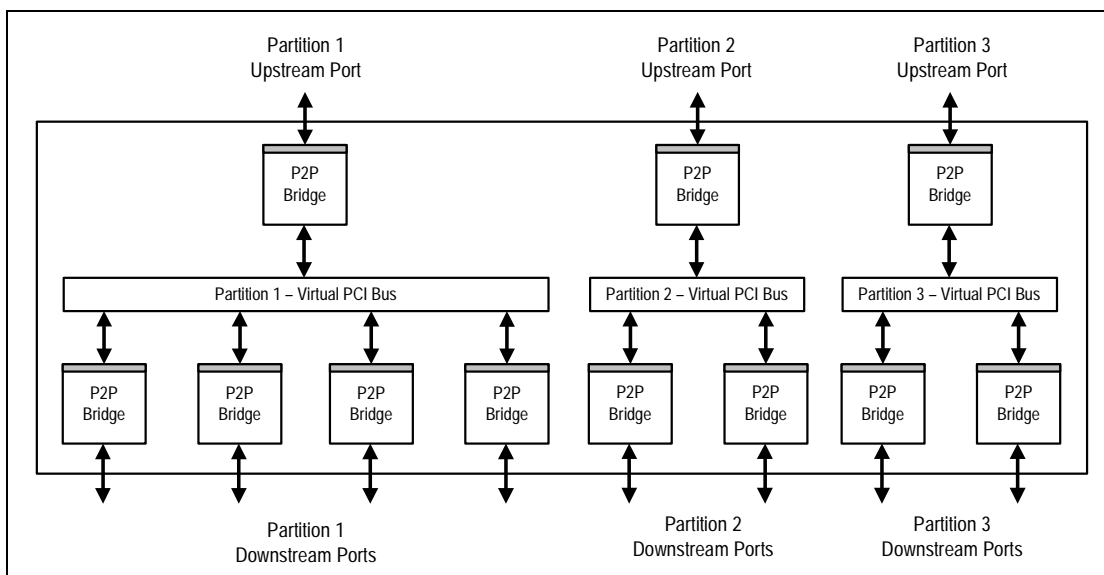 Partition 1
Upstream Port
Partition 2
Upstream Port
Partition 3
Upstream Port
P2P
Bridge
P2P
Bridge
P2P
Bridge
Partition 1 – Virtual PCI Bus
Partition 2 – Virtual PCI Bus
Partition 3 – Virtual PCI Bus
P2P
Bridge
P2P
Bridge
P2P
Bridge
P2P
Bridge
P2P
Bridge
P2P
Bridge
P2P
Bridge
P2P
Bridge
Partition 1
Downstream Ports
Partition 2
Downstream Ports
Partition 3
Downstream Ports